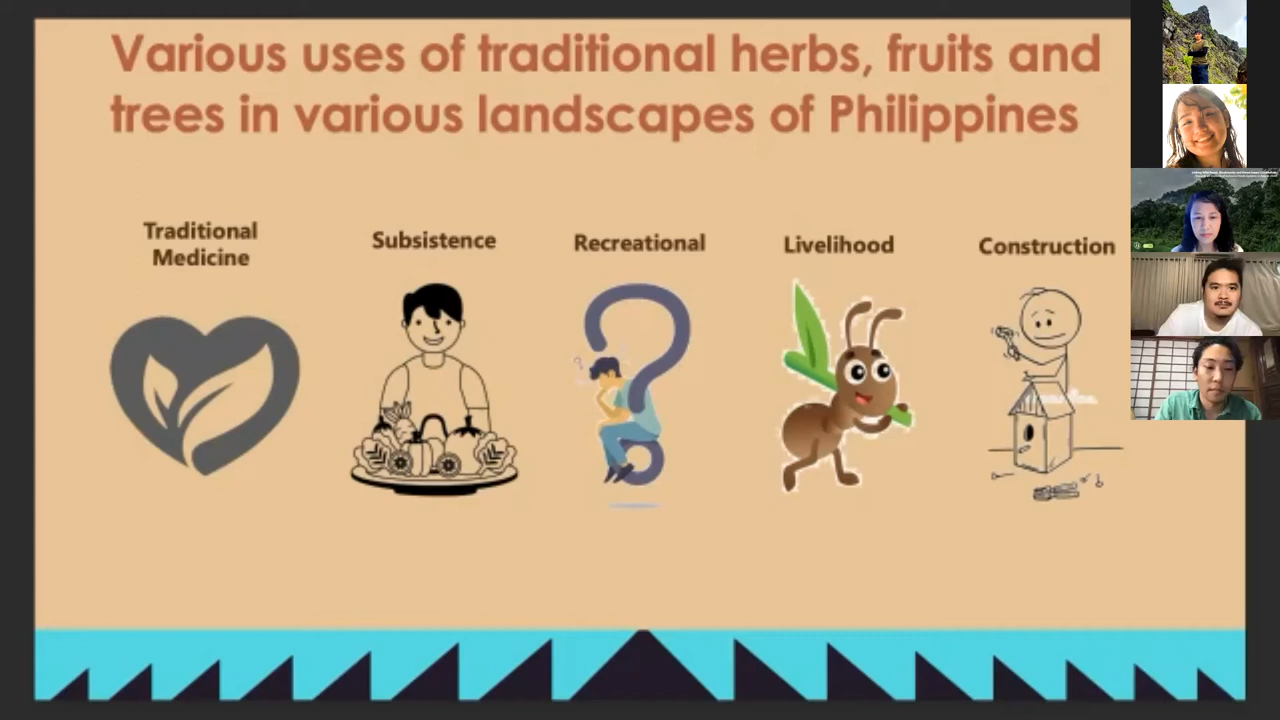 Various uses of traditional herbs, fruits and
trees in various landscapes of Philippines
Traditional
Medicine
Subsistence
Recreational
Livelihood
Construction